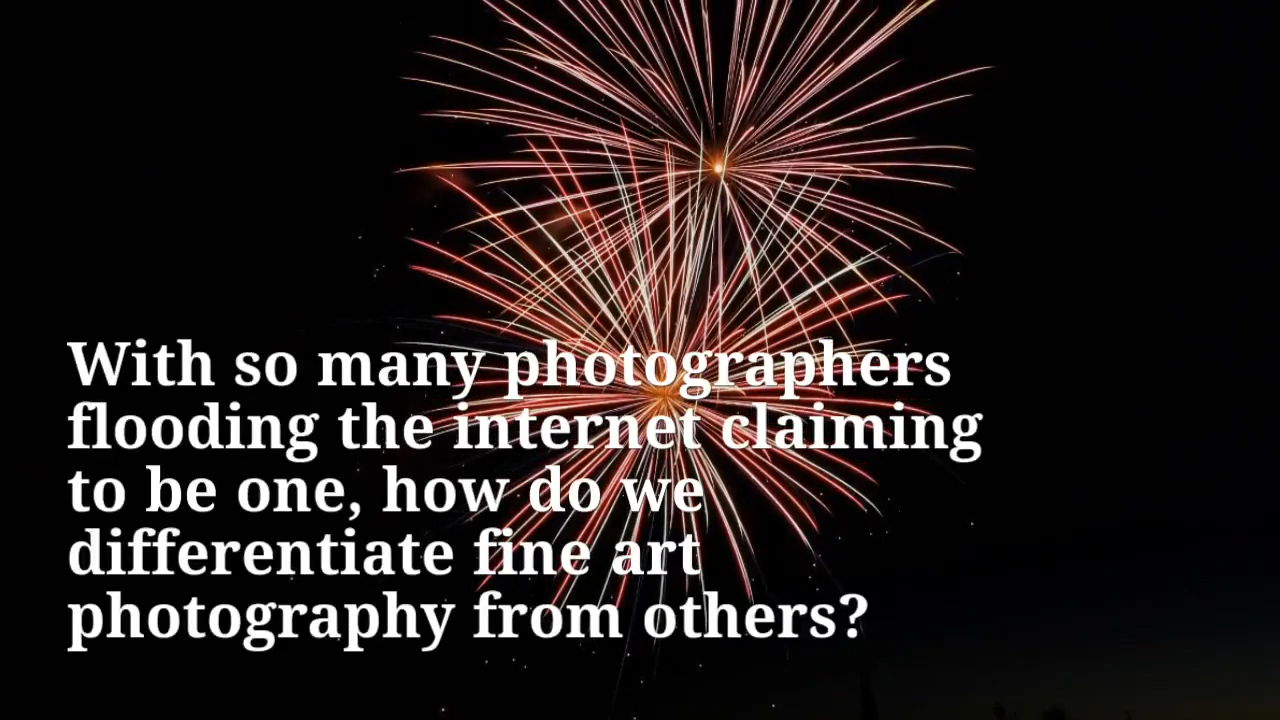 With so many photographers
flooding the internet claiming
to be one, how do we
differentiate fine art
photography from others?